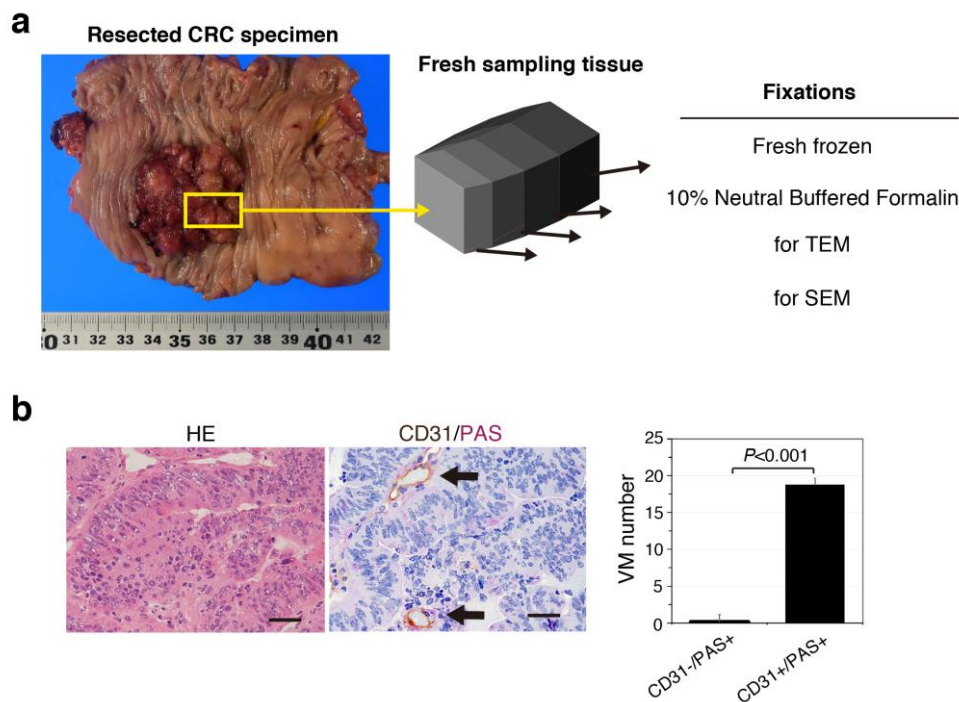 a
Resected CRC specimen
Fresh sampling tissue
Fixations
Fresh frozen
10% Neutral Buffered Formalin
for TEM
for SEM
30 31 32 33 34 35 36 37 38 39 40 41 42
b
HE
CD31/PAS
P<0.001
VM number
25
20
15
10
5
0
CD31-/PAS+
CD31+/PAS+